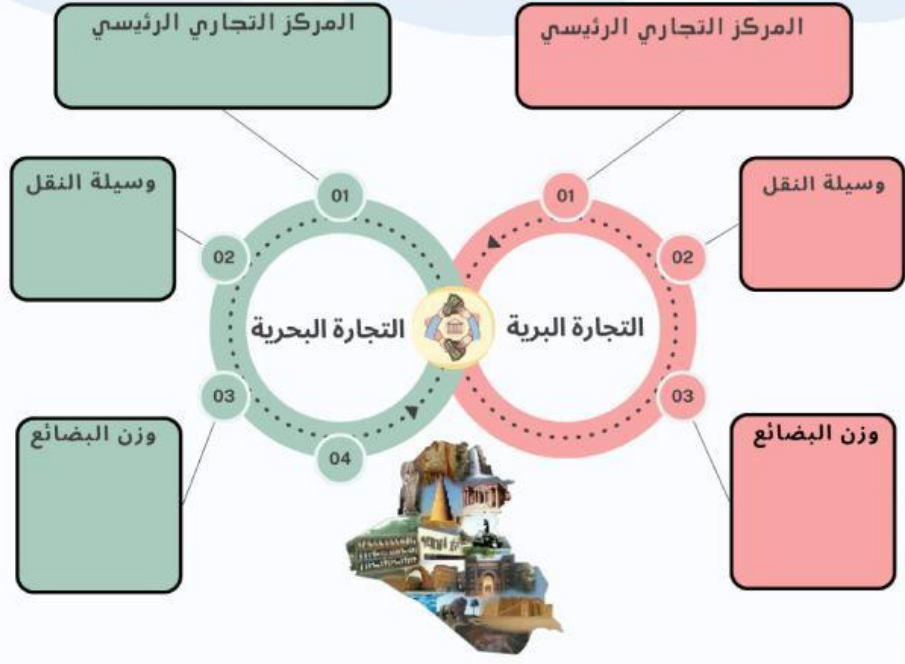 المركز التجاري الرئيسي
المركز التجاري الرئيسي
وسيلة النقل
وسيلة النقل
01
01
02
02
التجارة البرية
التجارة البحرية
03
03
وزن البضائع
وزن البضائع
04